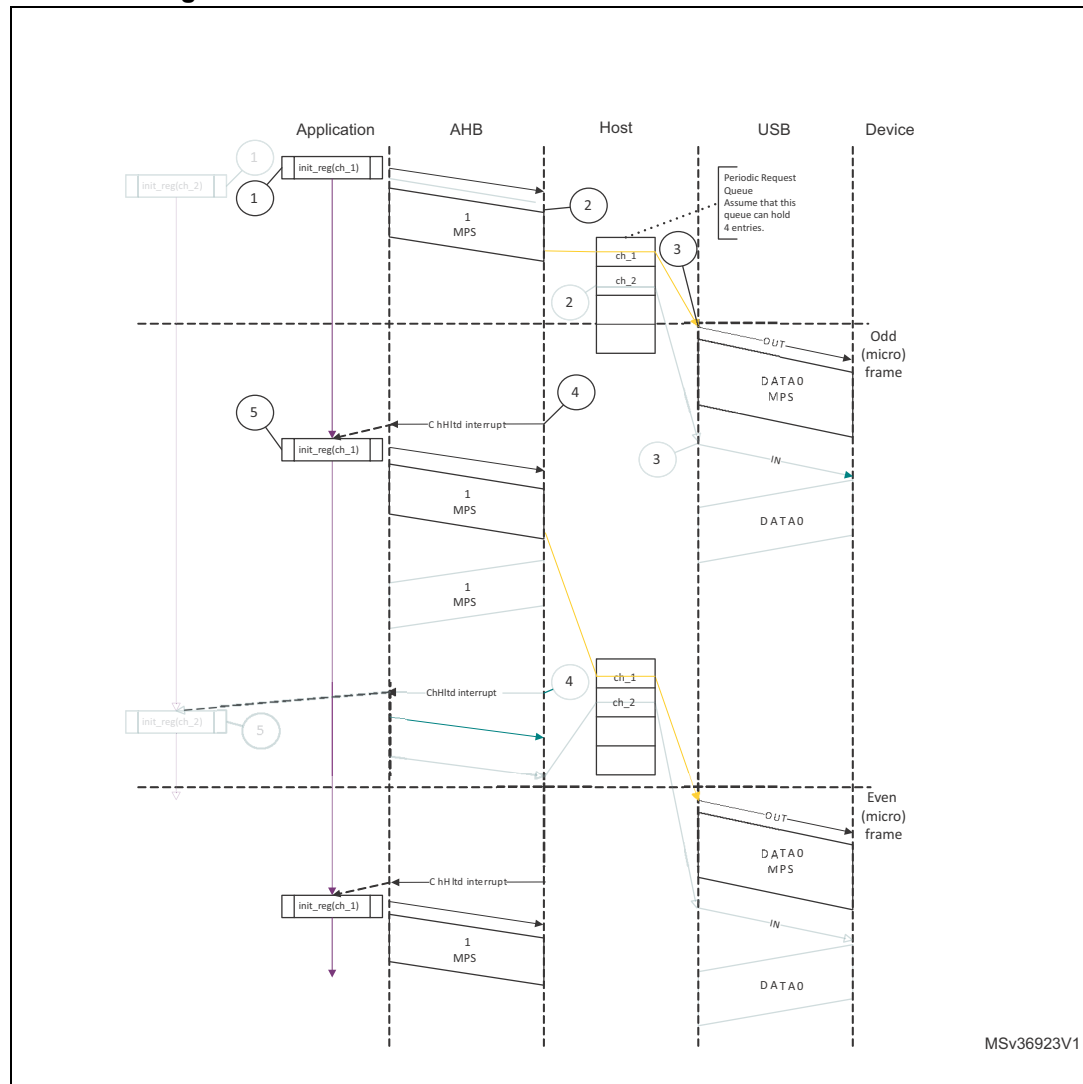 Application AHB Host USB Device
1
init_reg(ch_1)
init_reg(ch_2)
1
1
MPS
2
Periodic Request
Queue
Assume that this
queue can hold
4 entries.
3
ch_1
ch_2
2
OUT
Odd
(micro)
frame
DATA0
MPS
5
4
ChHltd interrupt
init_reg(ch_1)
3
IN
1
MPS
DATA0
1
MPS
ch_1
4
ChHltd interrupt
ch_2
init_reg(ch_2)
5
Even
(micro)
frame
OUT
DATA0
MPS
ChHltd interrupt
init_reg(ch_1)
IN
1
MPS
DATA0
MSv36923V1